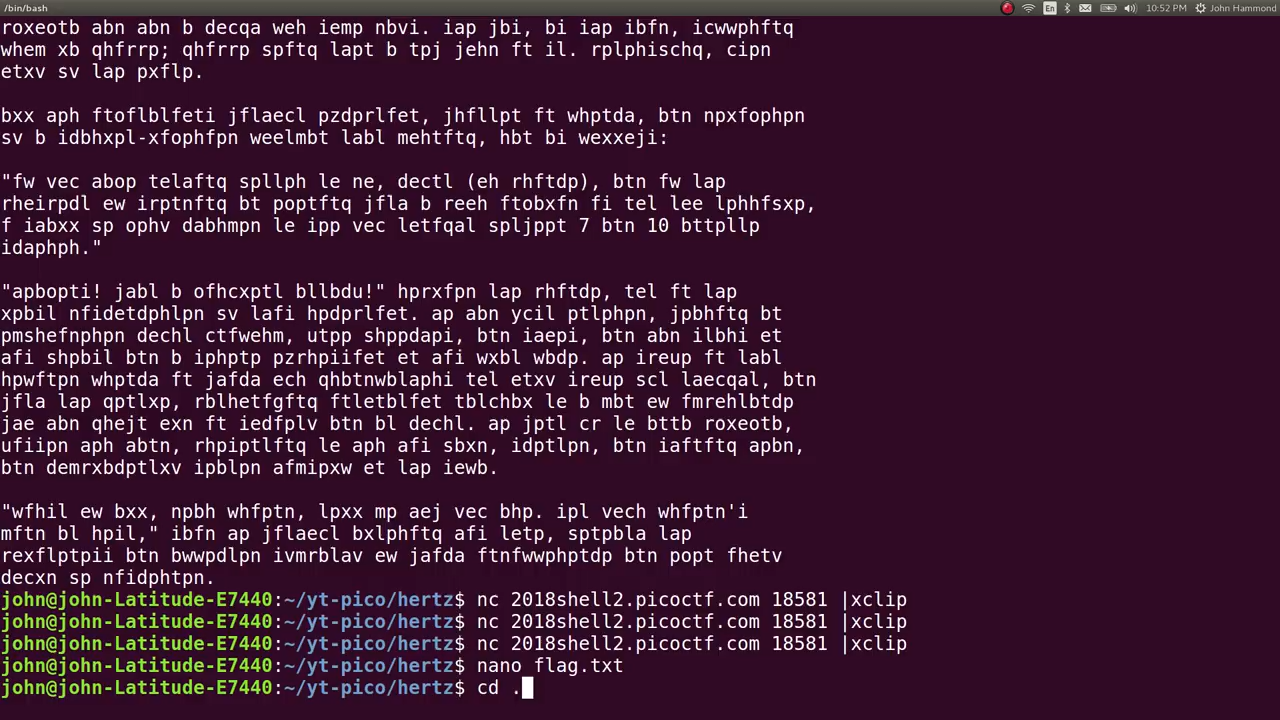 /bin/bash
En
10:52 PM
John Hammond
roxeotb abn abn b decqa weh iemp nbvi. iap jbi, bi iap ibfn, icwwphftq
whem xb qhfrrp; qhfrrp spftq lapt b tpj jehn ft il. rplphischq, cipn
etxv sv lap pxflp.
bxx aph ftoflblfeti jflaecl pzdprlfet, jhfllpt ft whptda, btn npxfophpn
sv b idbhxpl-xfophfpn weelmbt labl mehtftq, hbt bi wexxeji:
"fw vec abop telaftq spllph le ne, dectl (eh rhftdp), btn fw lap
rheirpdl ew irptnftq bt poptftq jfla b reeh ftobxfn fi tel lee lphhfsxp,
f iabxx sp ophv dabhmpn le ipp vec letfqal spljppt 7 btn 10 bttpllp
idaphph."
"apbopti! jabl b ofhcxptl bllbdu!" hprxfpn lap rhftdp, tel ft lap
xpbil nfidetdphlpn sv lafi hpdprlfet. ap abn ycil ptlphpn, jpbhftq bt
pmshefnphpn dechl ctfwehm, utpp shppdapi, btn iaepi, btn abn ilbhi et
afi shpbil btn b iphptp pzrhpiifet et afi wxbl wbdp. ap ireup ft labl
hpwftpn whptda ft jafda ech qhbtnwblaphi tel etxv ireup scl laecqal, btn
jfla lap qptlxp, rblhetfgftq ftletblfet tblchbx le b mbt ew fmrehlbtdp
jae abn qhejt exn ft iedfplv btn bl dechl. ap jptl cr le bttb roxeotb,
ufiipn aph abtn, rhpiptlftq le aph afi sbxn, idptlpn, btn iaftftq apbn,
btn demrxbdptlxv ipblpn afmipxw et lap iewb.
"wfhil ew bxx, npbh whfptn, lpxx mp aej vec bhp. ipl vech whfptn'i
mftn bl hpil," ibfn ap jflaecl bxlphftq afi letp, sptpbla lap
rexflptpii btn bwwpdlpn ivmrblav ew jafda ftnfwwphptdp btn popt fhetv
decxn sp nfidphtpn.
john@john-Latitude-E7440:~/yt-pico/hertz$ nc 2018shell2.picoctf.com 18581 |xclip
john@john-Latitude-E7440:~/yt-pico/hertz$ nc 2018shell2.picoctf.com 18581 |xclip
john@john-Latitude-E7440:~/yt-pico/hertz$ nc 2018shell2.picoctf.com 18581 |xclip
john@john-Latitude-E7440:~/yt-pico/hertz$ nano flag.txt
john@john-Latitude-E7440:~/yt-pico/hertz$ cd .